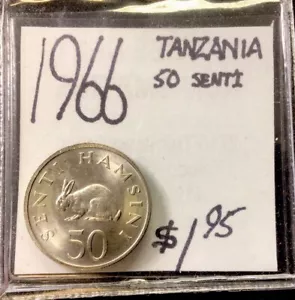 1966
TANZANIA
50 SENTI
SENTI HAMSINI
50
$1.95